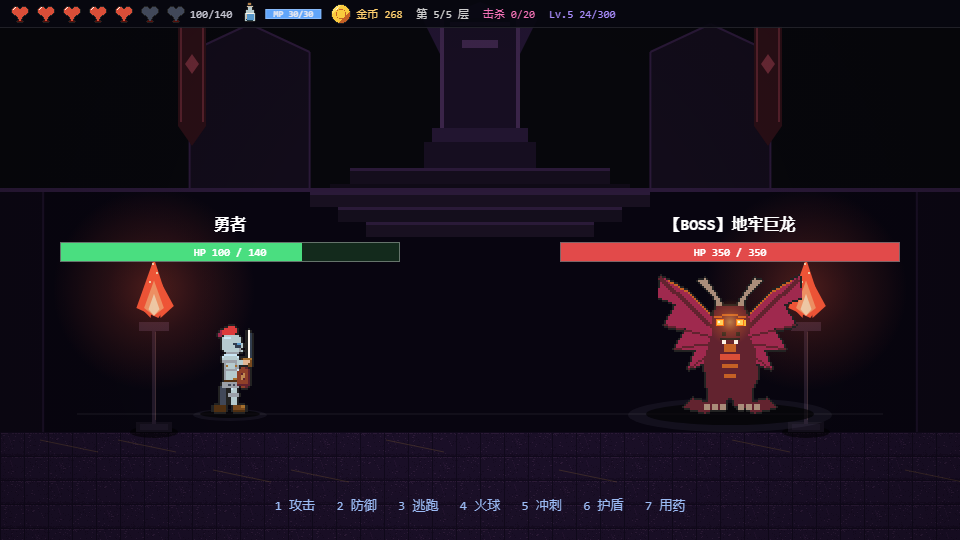 100/140 MP 30/30 金币 268 第 5/5 层 击杀 0/20 Lv.5 24/300
勇者 【BOSS】地牢巨龙
HP 100 / 140 HP 350 / 350
1 攻击 2 防御 3 逃跑 4 火球 5 冲刺 6 护盾 7 用药